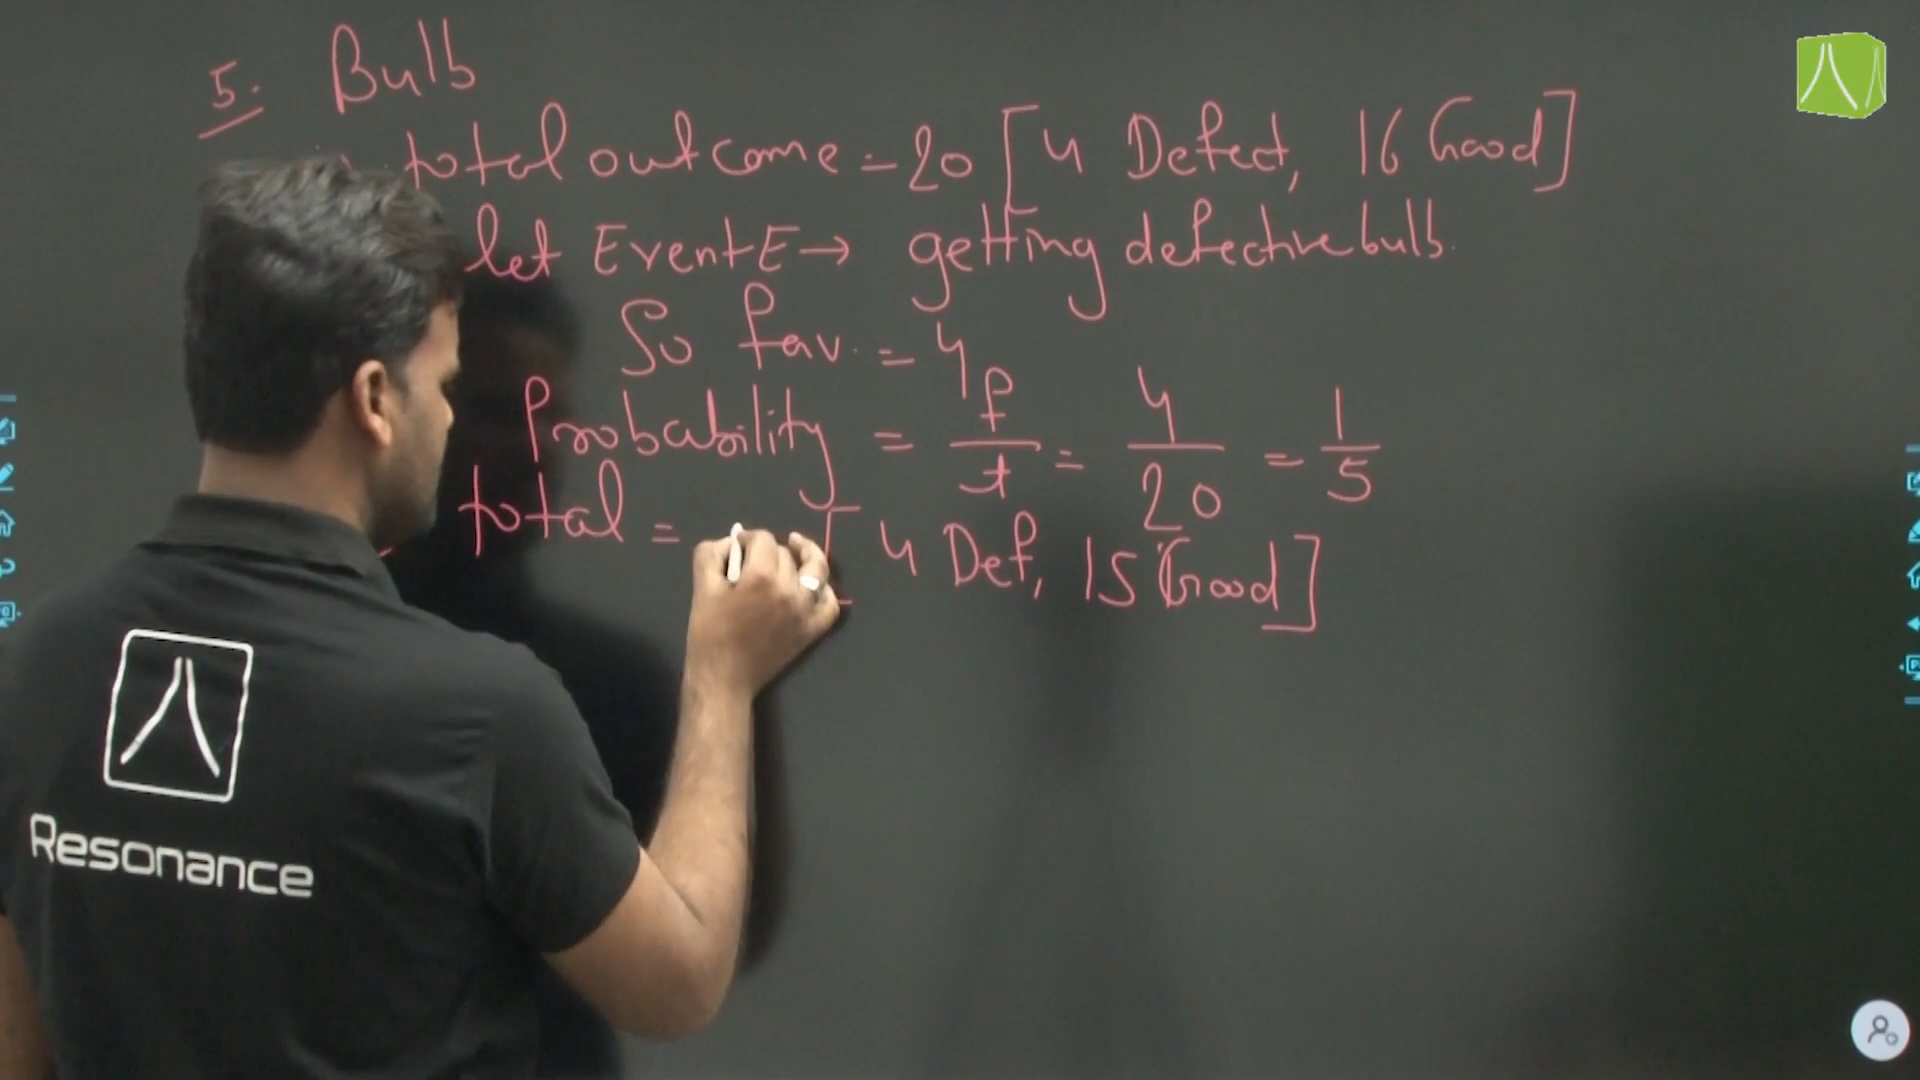 5. Bulb
total outcome = 20 [4 Defect, 16 Good]
let Event E → getting defective bulb.
So fav. = 4
Probability = f/t = 4/20 = 1/5
total = [4 Def, 15 Good]
Resonance